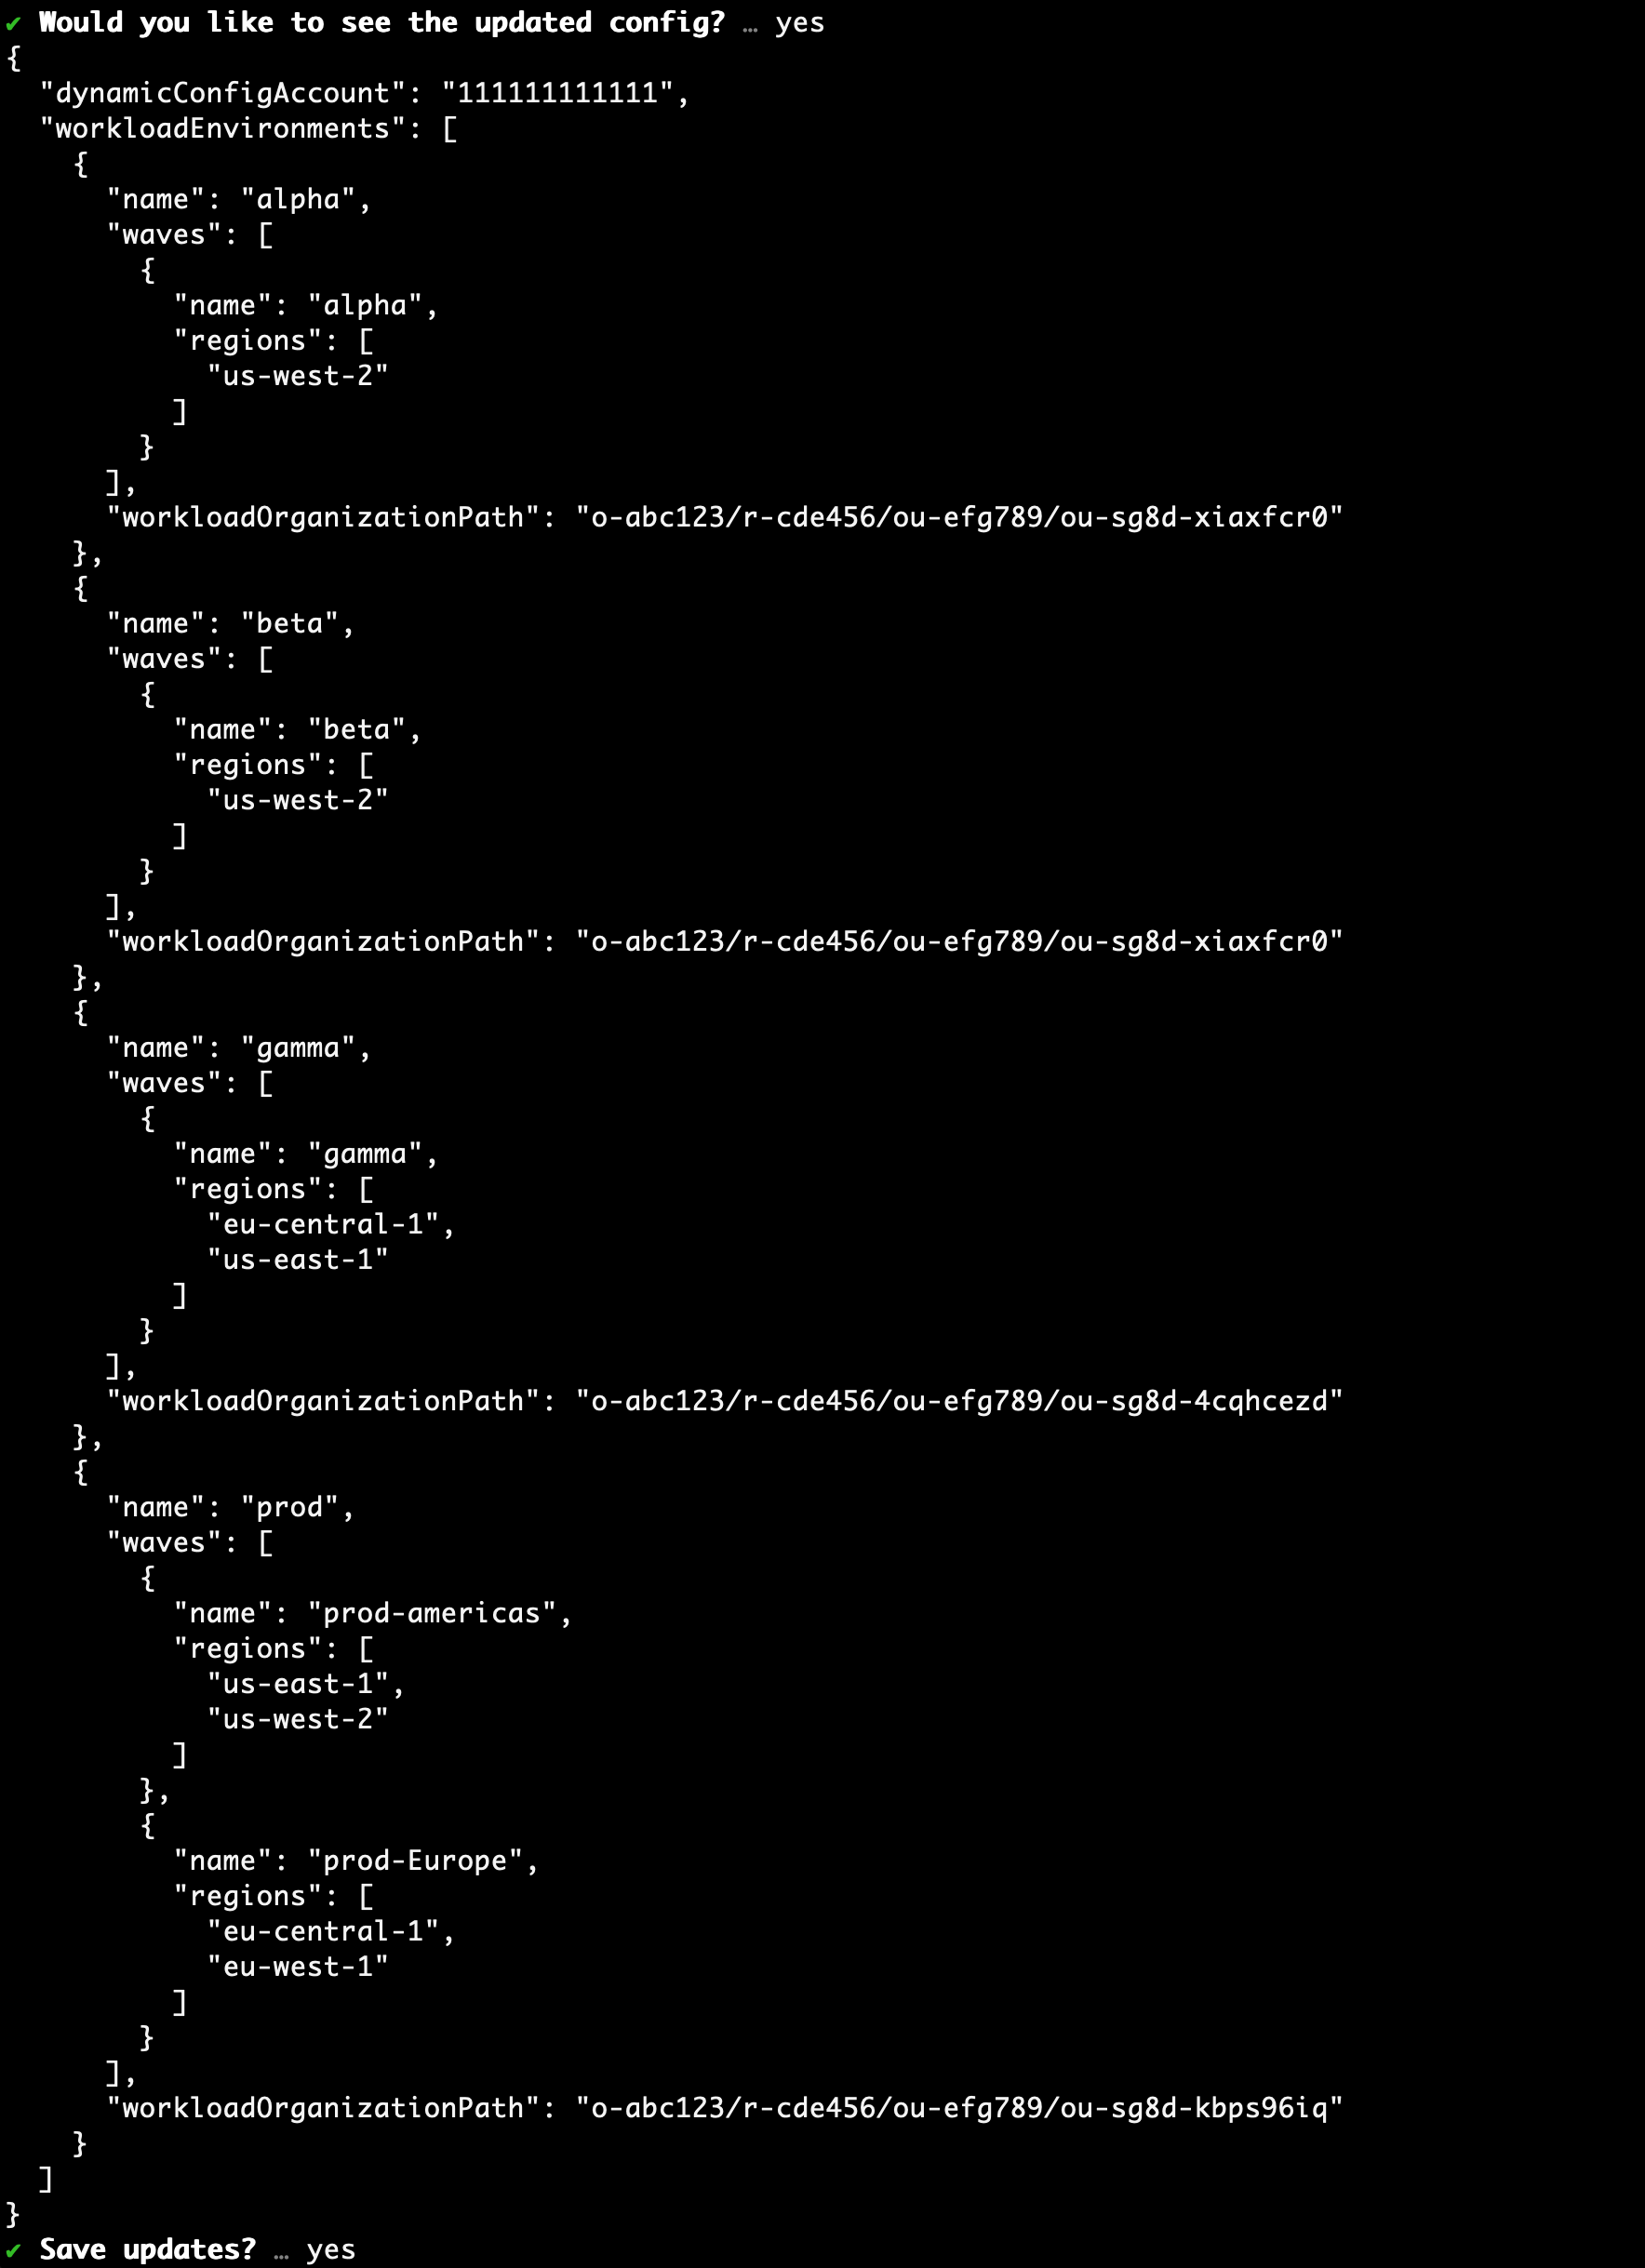 ✔ Would you like to see the updated config? … yes
{
  "dynamicConfigAccount": "111111111111",
  "workloadEnvironments": [
    {
      "name": "alpha",
      "waves": [
        {
          "name": "alpha",
          "regions": [
            "us-west-2"
          ]
        }
      ],
      "workloadOrganizationPath": "o-abc123/r-cde456/ou-efg789/ou-sg8d-xiaxfcr0"
    },
    {
      "name": "beta",
      "waves": [
        {
          "name": "beta",
          "regions": [
            "us-west-2"
          ]
        }
      ],
      "workloadOrganizationPath": "o-abc123/r-cde456/ou-efg789/ou-sg8d-xiaxfcr0"
    },
    {
      "name": "gamma",
      "waves": [
        {
          "name": "gamma",
          "regions": [
            "eu-central-1",
            "us-east-1"
          ]
        }
      ],
      "workloadOrganizationPath": "o-abc123/r-cde456/ou-efg789/ou-sg8d-4cqhcezd"
    },
    {
      "name": "prod",
      "waves": [
        {
          "name": "prod-americas",
          "regions": [
            "us-east-1",
            "us-west-2"
          ]
        },
        {
          "name": "prod-Europe",
          "regions": [
            "eu-central-1",
            "eu-west-1"
          ]
        }
      ],
      "workloadOrganizationPath": "o-abc123/r-cde456/ou-efg789/ou-sg8d-kbps96iq"
    }
  ]
}
✔ Save updates? … yes